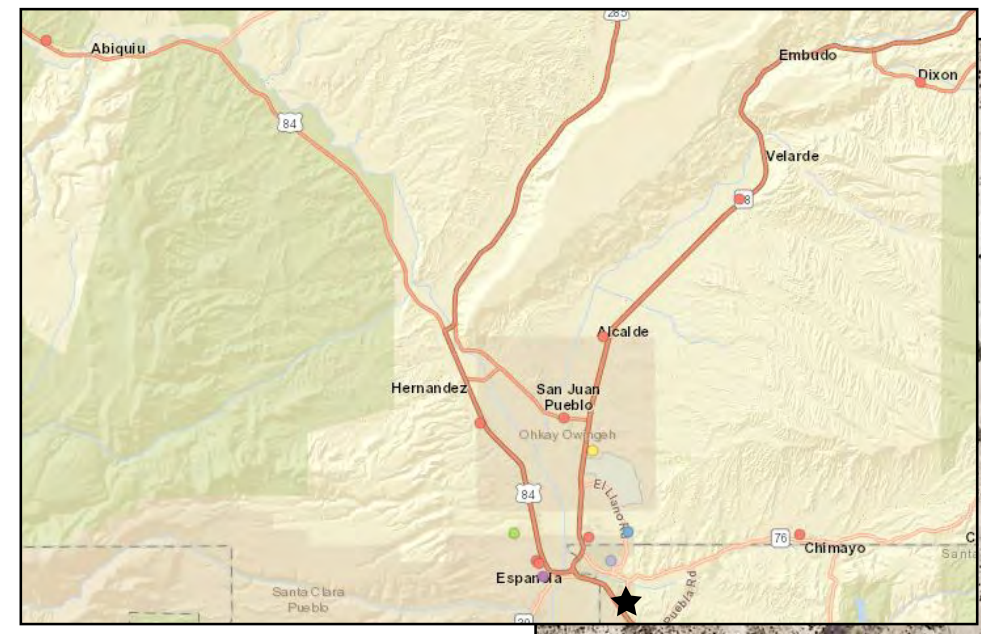 285
Abiquiu
Embudo
Dixon
84
Velarde
Alcalde
Hernandez
San Juan
Pueblo
Ohkay Owingeh
84
El Llano
76
Chimayo
Espanola
Santa Clara
Pueblo
Puebla Rd